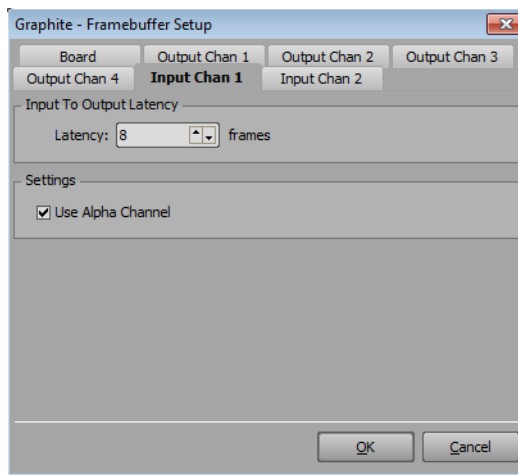 Graphite - Framebuffer Setup
Board Output Chan 1 Output Chan 2 Output Chan 3
Output Chan 4 Input Chan 1 Input Chan 2
Input To Output Latency
Latency: 8 frames
Settings
Use Alpha Channel
OK Cancel